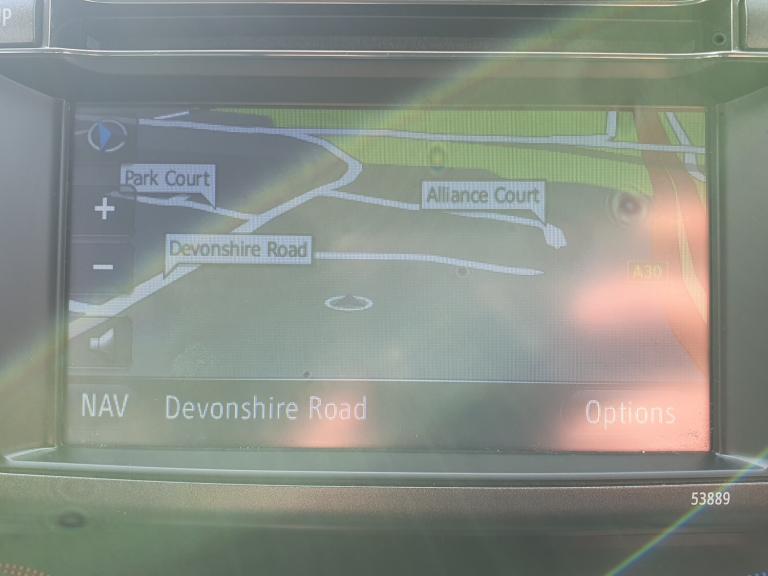 Park Court
Alliance Court
+
Devonshire Road
-
A30
NAV Devonshire Road Options
53889